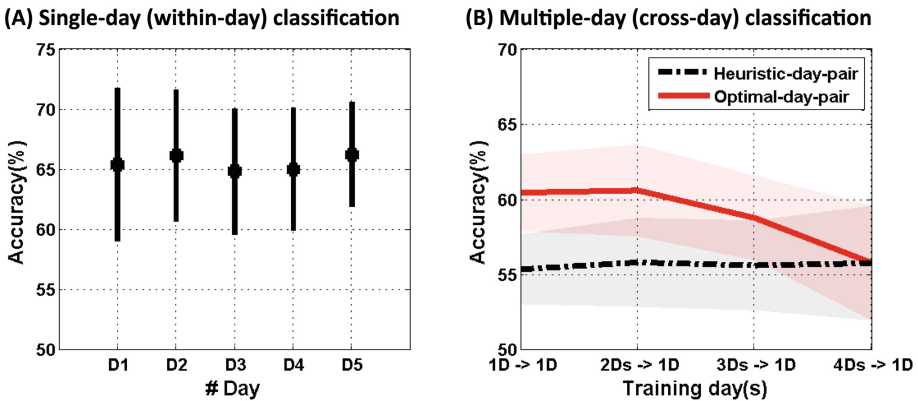 (A) Single-day (within-day) classification
75
70
65
60
55
50
Accuracy(%)
D1 D2 D3 D4 D5
# Day
(B) Multiple-day (cross-day) classification
70
65
60
55
50
Accuracy(%)
Heuristic-day-pair
Optimal-day-pair
1D -> 1D 2Ds -> 1D 3Ds -> 1D 4Ds -> 1D
Training day(s)